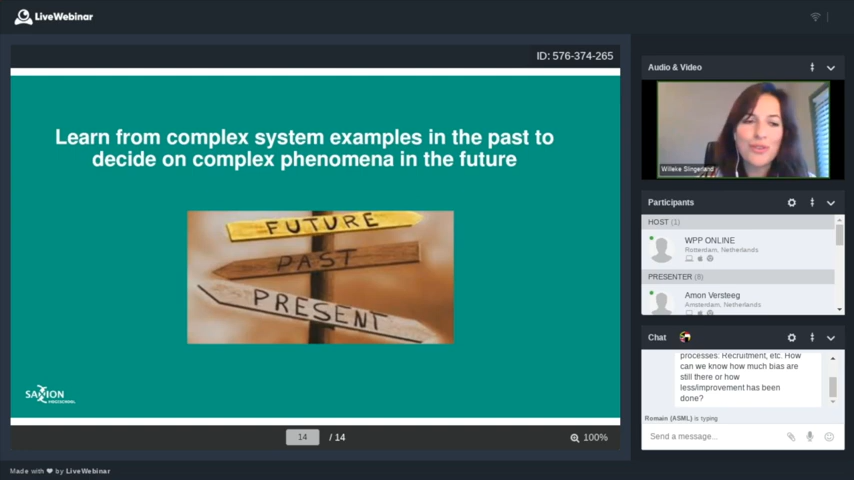 LiveWebinar
ID: 576-374-265
Learn from complex system examples in the past to
decide on complex phenomena in the future
FUTURE
PAST
PRESENT
SAXION
HOGESCHOOL
14 / 14
100%
Made with ❤ by LiveWebinar
Audio & Video
Willeke Slingerland
Participants
HOST (1)
WPP ONLINE
Rotterdam, Netherlands
PRESENTER (8)
Amon Versteeg
Amsterdam, Netherlands
Chat
processes: Recruitment, etc. How
can we know how much bias are
still there or how
less/improvement has been
done?
Romain (ASML) is typing
Send a message...